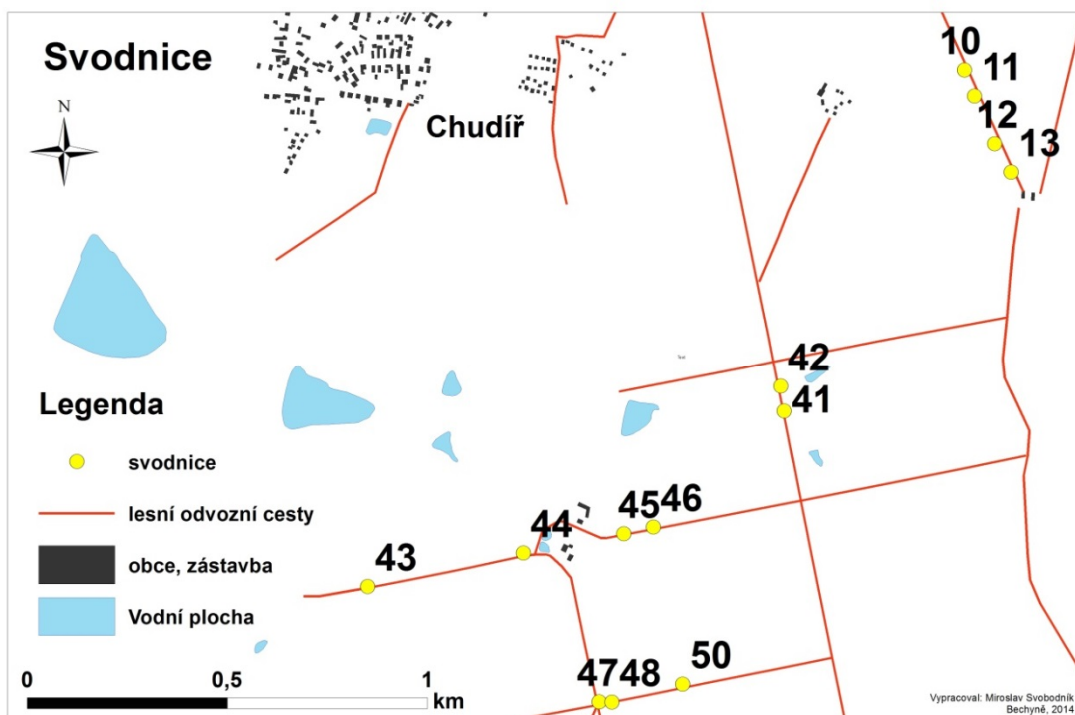 Svodnice
N
Chudíř
10
11
12
13
42
41
Legenda
svodnice
lesní odvozní cesty
obce, zástavba
Vodní plocha
43
44
45 46
47 48 50
0 0,5 1
km
Vypracoval: Miroslav Svobodník
Bechyně, 2014